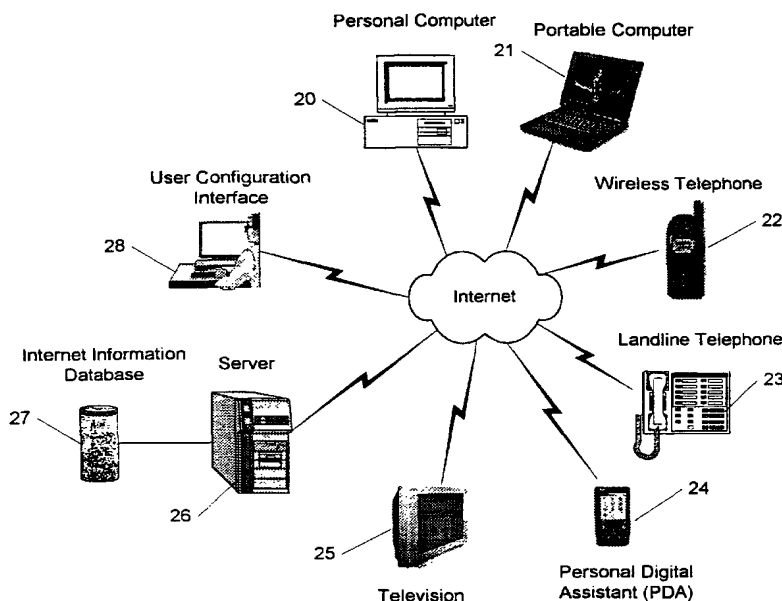 Personal Computer
Portable Computer
21
20
User Configuration
Interface
Wireless Telephone
22
28
Internet
Landline Telephone
Internet Information
Database
Server
23
27
24
26
25
Personal Digital
Assistant (PDA)
Television